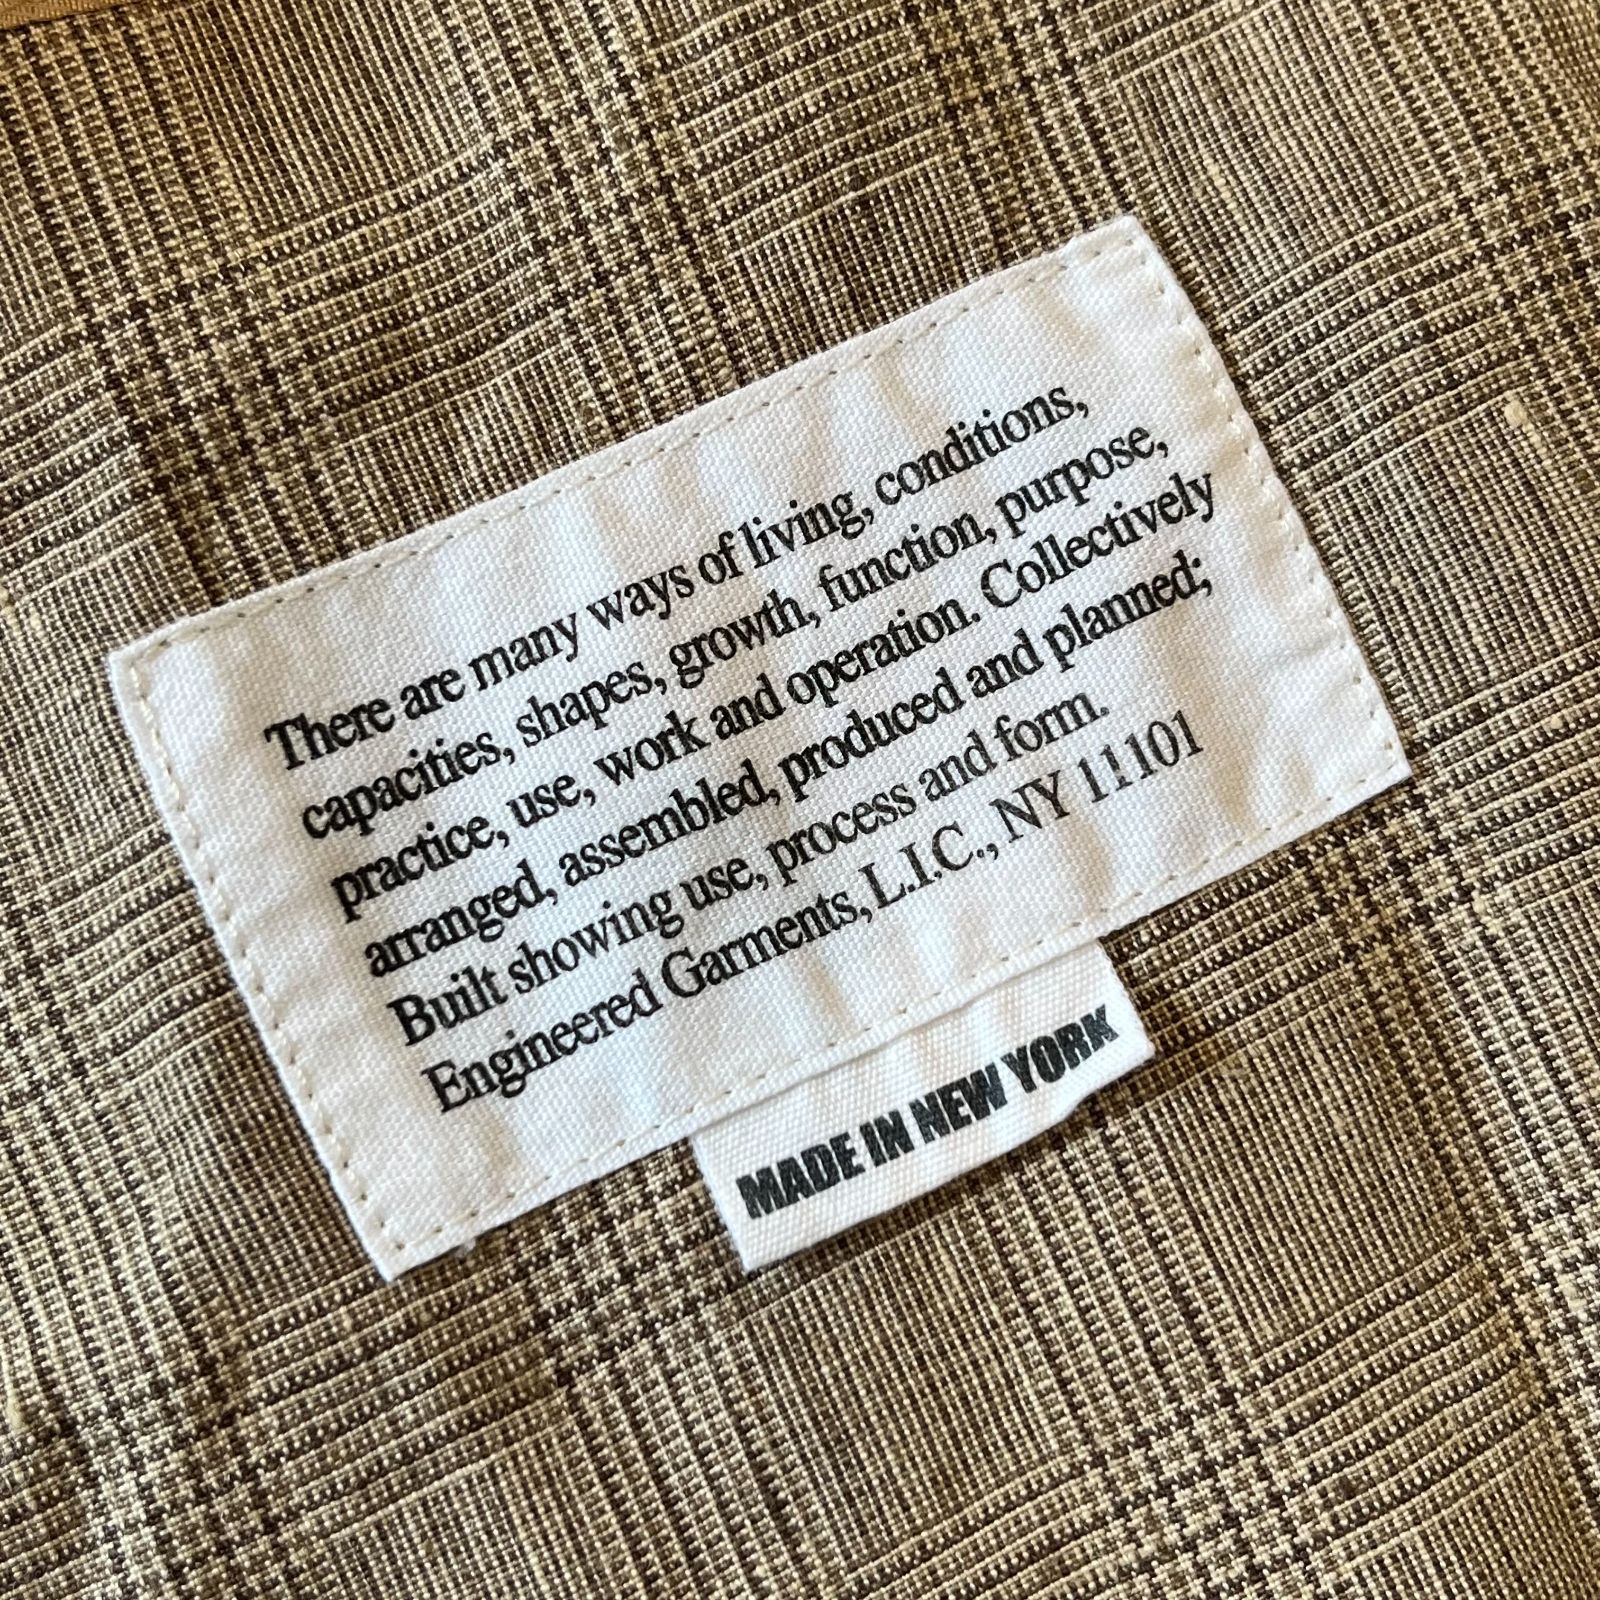 There are many ways of living, conditions,
capacities, shapes, growth, function, purpose,
practice, use, work and operation. Collectively
arranged, assembled, produced and planned;
Built showing use, process and form.
Engineered Garments, L.I.C., NY 11101
MADE IN NEW YORK